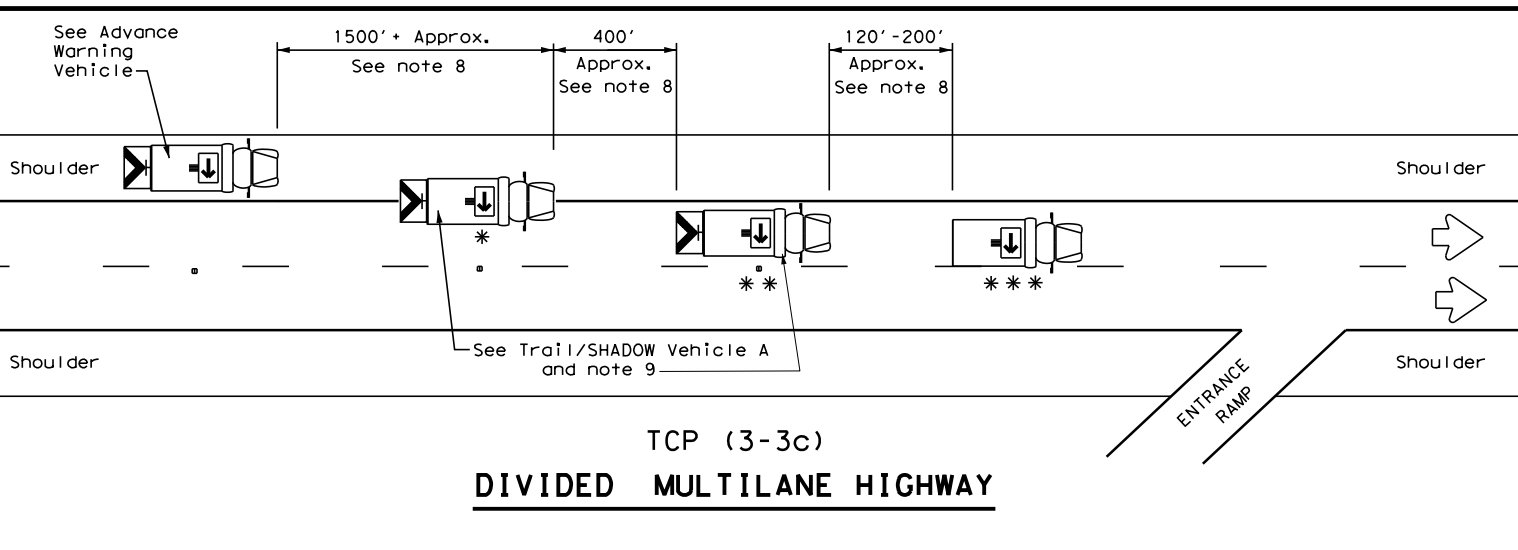 See Advance
Warning
Vehicle
1500'+ Approx.
See note 8
400'
Approx.
See note 8
120'-200'
Approx.
See note 8
Shoulder
Shoulder
*
* *
* * *
See Trail/SHADOW Vehicle A
and note 9
Shoulder
Shoulder
ENTRANCE
RAMP
TCP (3-3c)
DIVIDED MULTILANE HIGHWAY